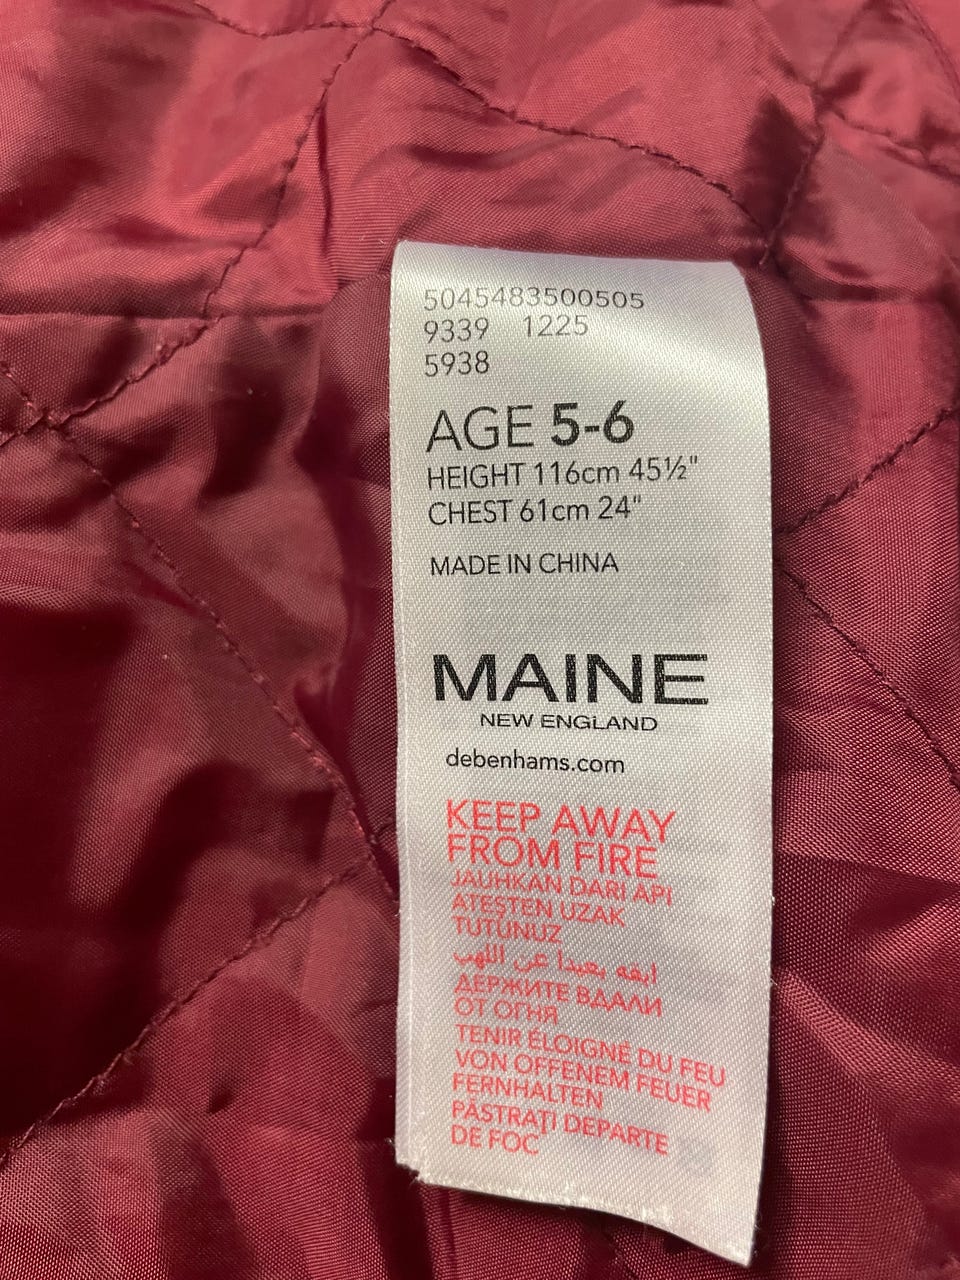 5045483500505
9339 1225
5938
AGE 5-6
HEIGHT 116cm 45½"
CHEST 61cm 24"
MADE IN CHINA
MAINE
NEW ENGLAND
debenhams.com
KEEP AWAY
FROM FIRE
JAUHKAN DARI API
ATEŞTEN UZAK
TUTUNUZ
ابقه بعيدا عن اللهب
ДЕРЖИТЕ ВДАЛИ
ОТ ОГНЯ
TENIR ÉLOIGNÉ DU FEU
VON OFFENEM FEUER
FERNHALTEN
PĂSTRAŢI DEPARTE
DE FOC